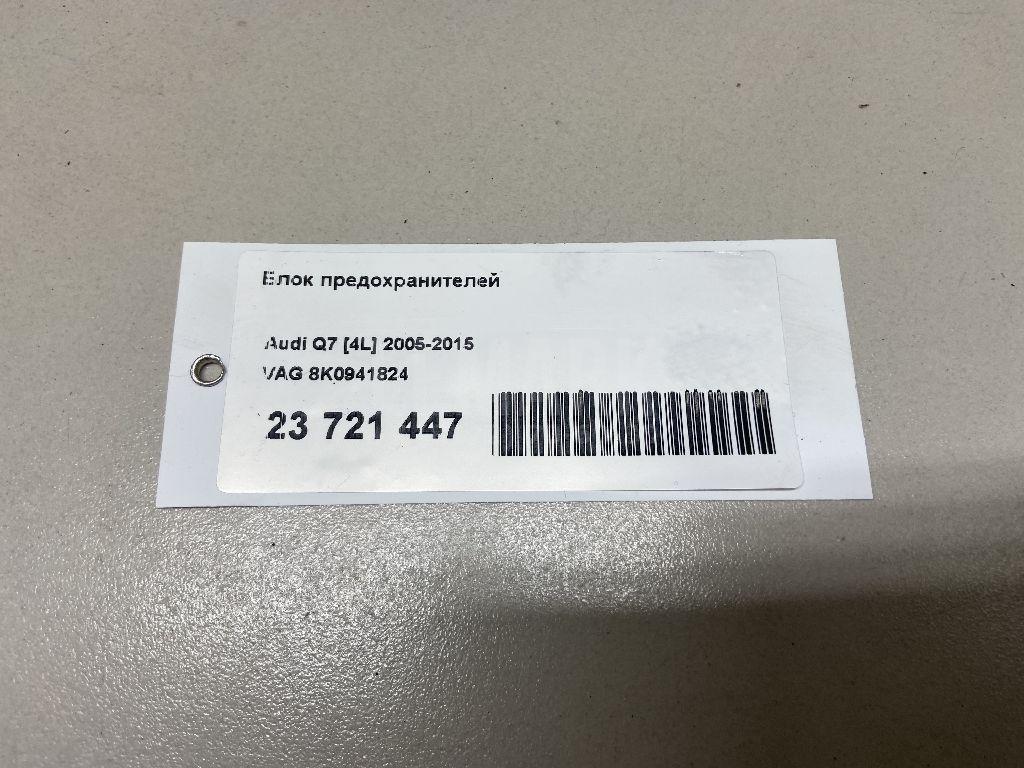 Блок предохранителей
Audi Q7 [4L] 2005-2015
VAG 8K0941824
23 721 447